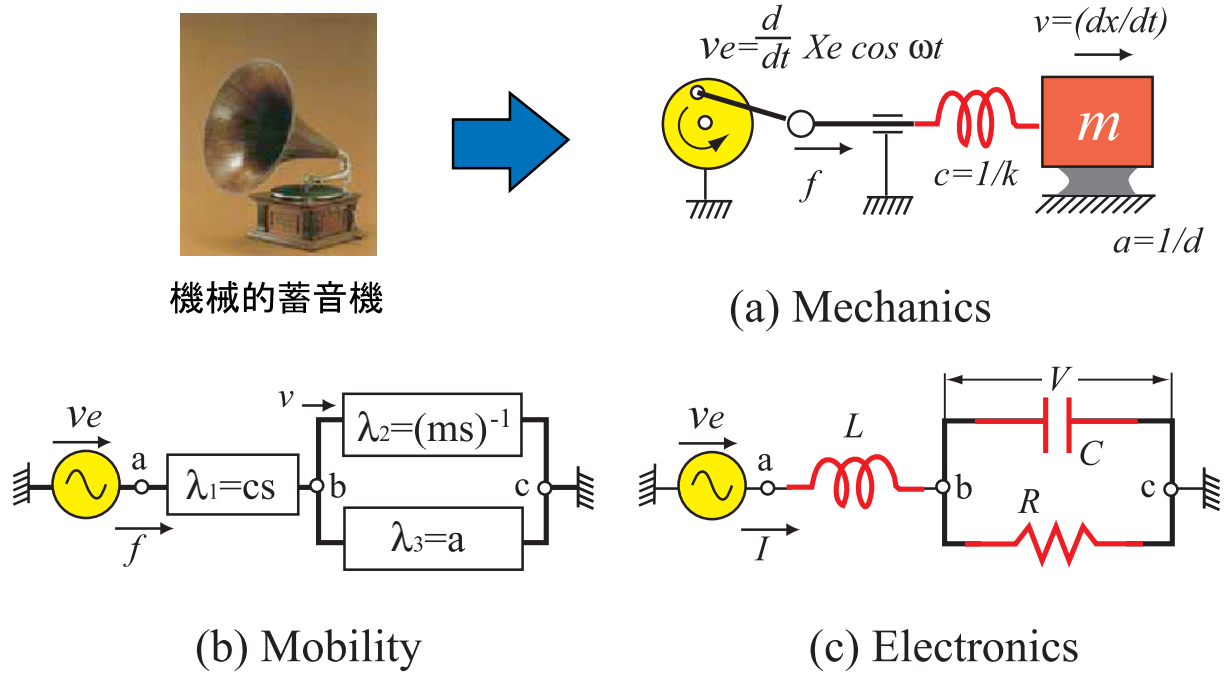 機械的蓄音機
ve=d/dt Xe cos ωt
v=(dx/dt)
f
c=1/k
m
a=1/d
(a) Mechanics
ve
a
f
λ1=cs
b
v
λ2=(ms)-1
λ3=a
c
(b) Mobility
ve
a
I
L
b
V
C
R
c
(c) Electronics